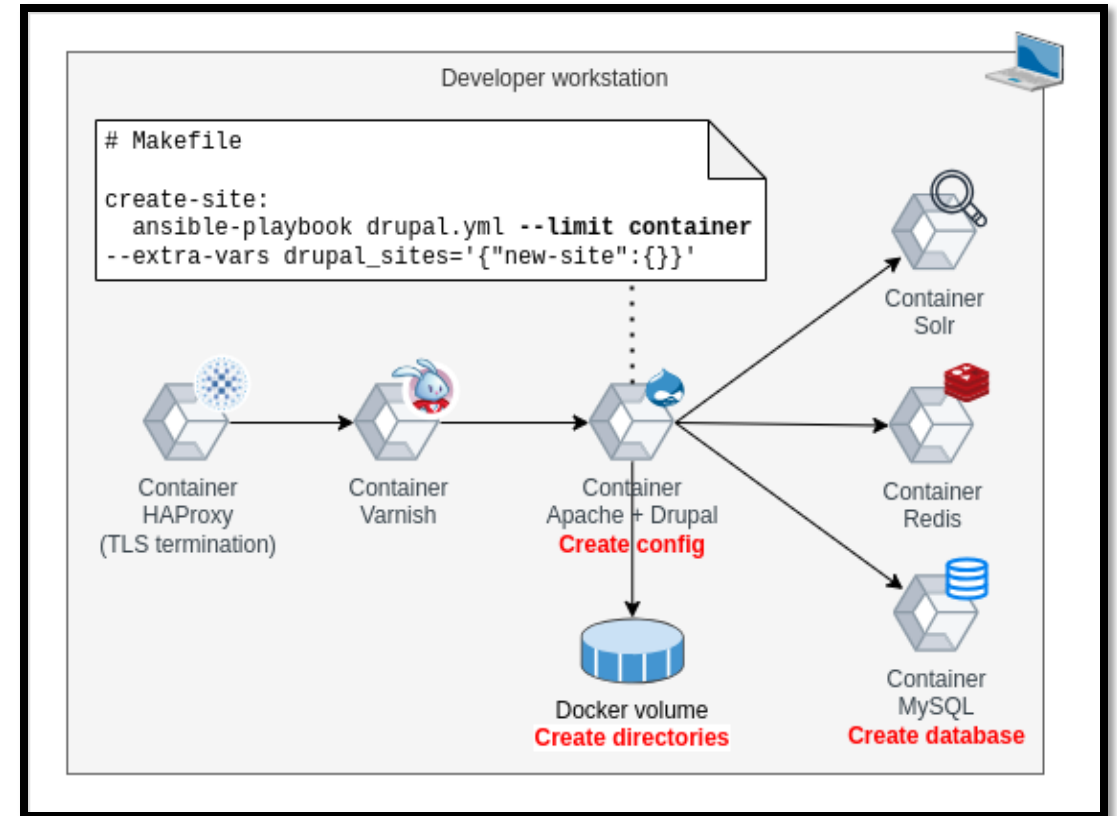 Developer workstation
# Makefile
create-site:
ansible-playbook drupal.yml --limit container
--extra-vars drupal_sites='{"new-site":{}}'
Container
Solr
Container
HAProxy
(TLS termination)
Container
Varnish
Container
Apache + Drupal
Create config
Container
Redis
Docker volume
Create directories
Container
MySQL
Create database